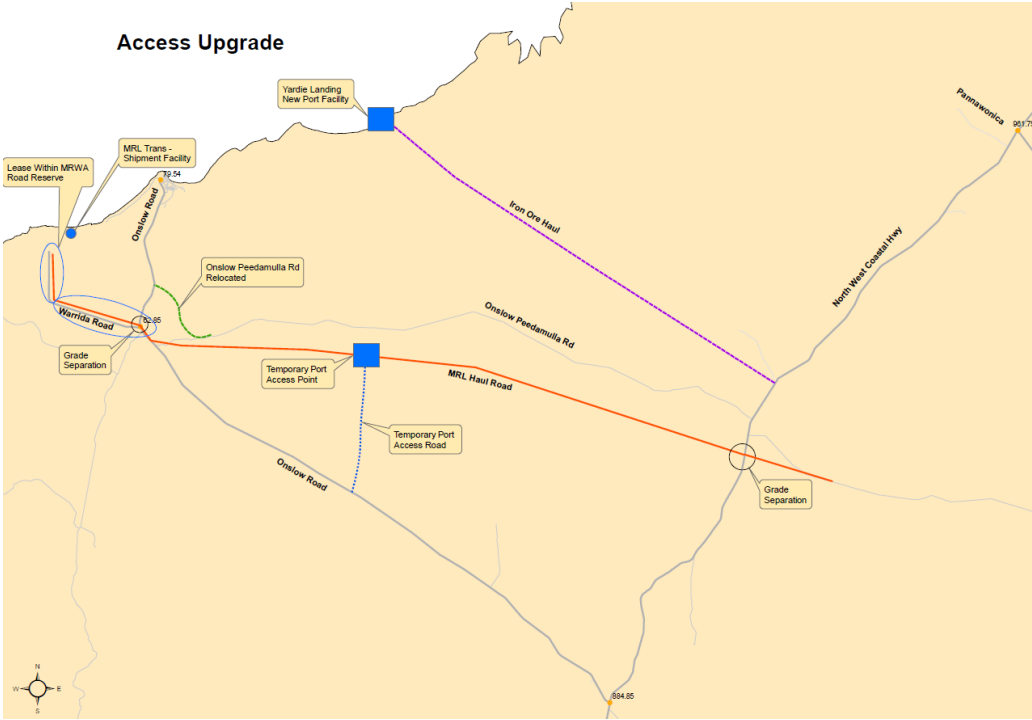 Access Upgrade
Yardie Landing
New Port Facility
Pannawonica
961.75
MRL Trans -
Shipment Facility
Lease Within MRWA
Road Reserve
79.54
Onslow Road
Iron Ore Haul
North West Coastal Hwy
Onslow Peedamulla Rd
Relocated
Warrida Road
62.85
Onslow Peedamulla Rd
Grade
Separation
Temporary Port
Access Point
MRL Haul Road
Temporary Port
Access Road
Onslow Road
Grade
Separation
884.85
N
W
E
S